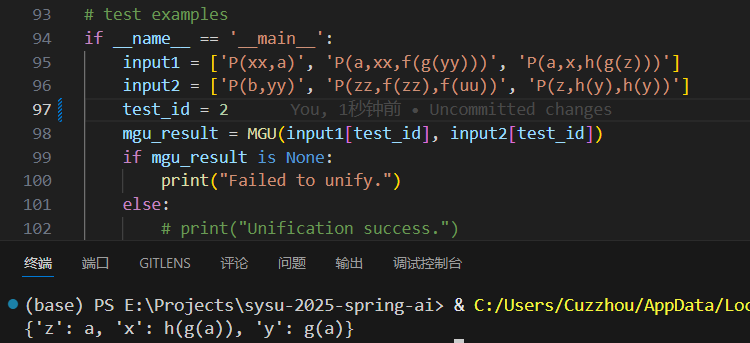 93 # test examples
94 if __name__ == '__main__':
95     input1 = ['P(xx,a)', 'P(a,xx,f(g(yy)))', 'P(a,x,h(g(z)))']
96     input2 = ['P(b,yy)', 'P(zz,f(zz),f(uu))', 'P(z,h(y),h(y))']
97     test_id = 2     You, 1秒钟前 • Uncommitted changes
98     mgu_result = MGU(input1[test_id], input2[test_id])
99     if mgu_result is None:
100         print("Failed to unify.")
101     else:
102         # print("Unification success.")
终端 端口 GITLENS 评论 问题 输出 调试控制台
(base) PS E:\Projects\sysu-2025-spring-ai> & C:/Users/Cuzzhou/AppData/Loc
{'z': a, 'x': h(g(a)), 'y': g(a)}